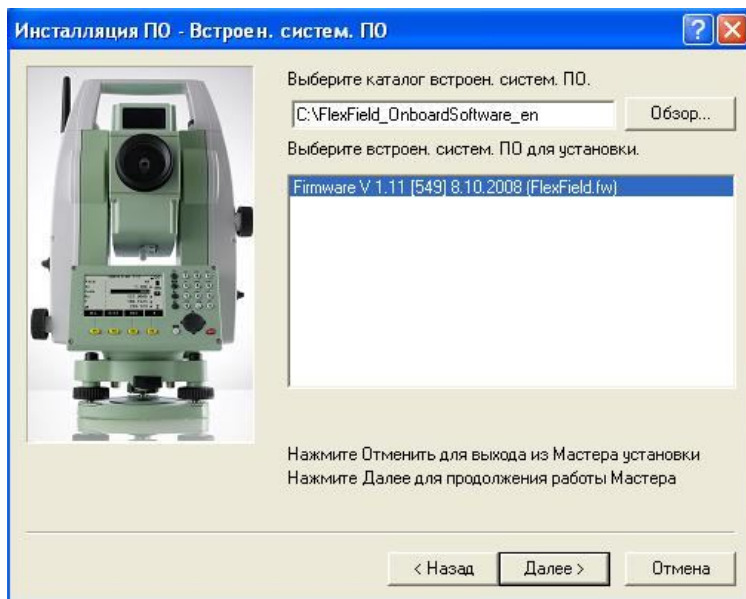 Инсталляция ПО - Встроен. систем. ПО
Выберите каталог встроен. систем. ПО.
C:\FlexField_OnboardSoftware_en
Обзор...
Выберите встроен. систем. ПО для установки.
Firmware V 1.11 [549] 8.10.2008 (FlexField.fw)
Нажмите Отменить для выхода из Мастера установки
Нажмите Далее для продолжения работы Мастера
< Назад
Далее >
Отмена